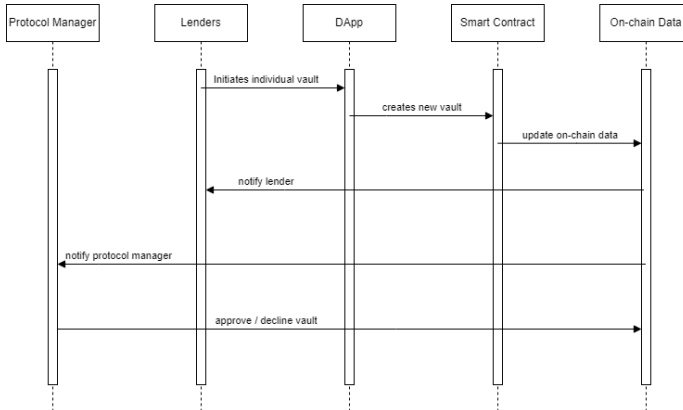 Protocol Manager
Lenders
DApp
Smart Contract
On-chain Data
Initiates individual vault
creates new vault
update on-chain data
notify lender
notify protocol manager
approve / decline vault